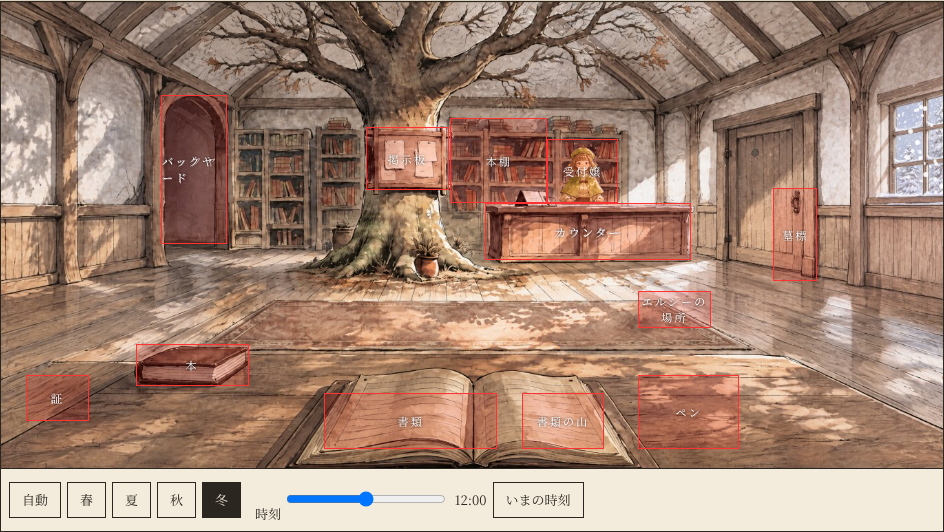 バッグヤ
ード
掲示板
本棚
受付嬢
カウンター
墓標
エルシーの
場所
本
証
書類
書類の山
ペン
自動
春
夏
秋
冬
時刻
12:00
いまの時刻